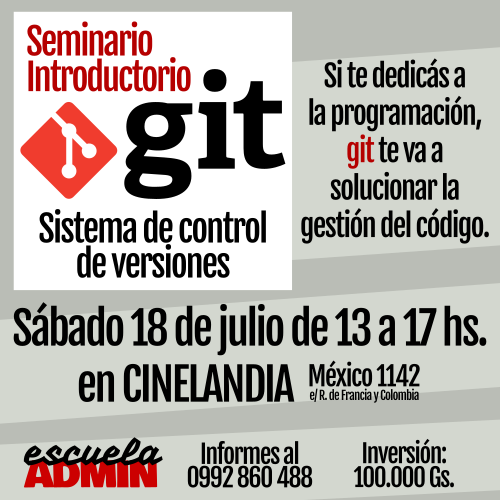 Seminario
Introductorio
git
Sistema de control
de versiones
Si te dedicás a
la programación,
git te va a
solucionar la
gestión del código.
Sábado 18 de julio de 13 a 17 hs.
en CINELANDIA
México 1142
e/ R. de Francia y Colombia
escuela
ADMIN
Informes al
0992 860 488
Inversión:
100.000 Gs.